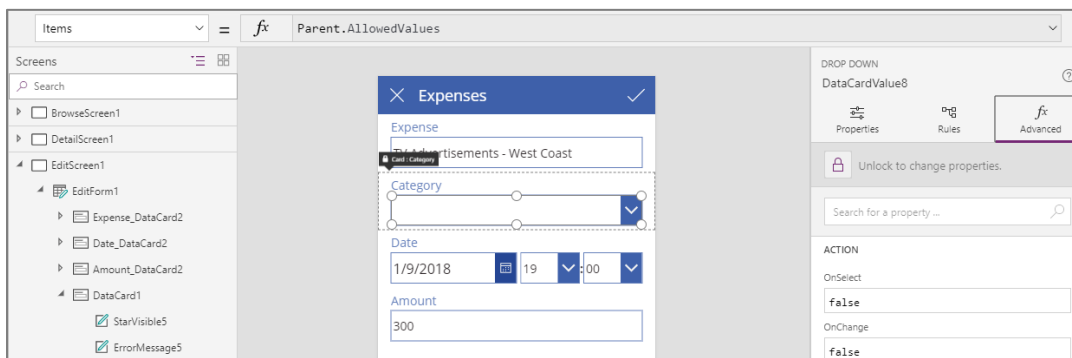 Items = fx Parent.AllowedValues
Screens
Search
BrowseScreen1
DetailScreen1
EditScreen1
EditForm1
Expense_DataCard2
Date_DataCard2
Amount_DataCard2
DataCard1
StarVisible5
ErrorMessage5
Expenses
Expense
TV Advertisements - West Coast
Card : Category
Category
Date
1/9/2018 19 : 00
Amount
300
DROP DOWN
DataCardValue8
?
Properties Rules fx Advanced
Unlock to change properties.
Search for a property ...
ACTION
OnSelect
false
OnChange
false